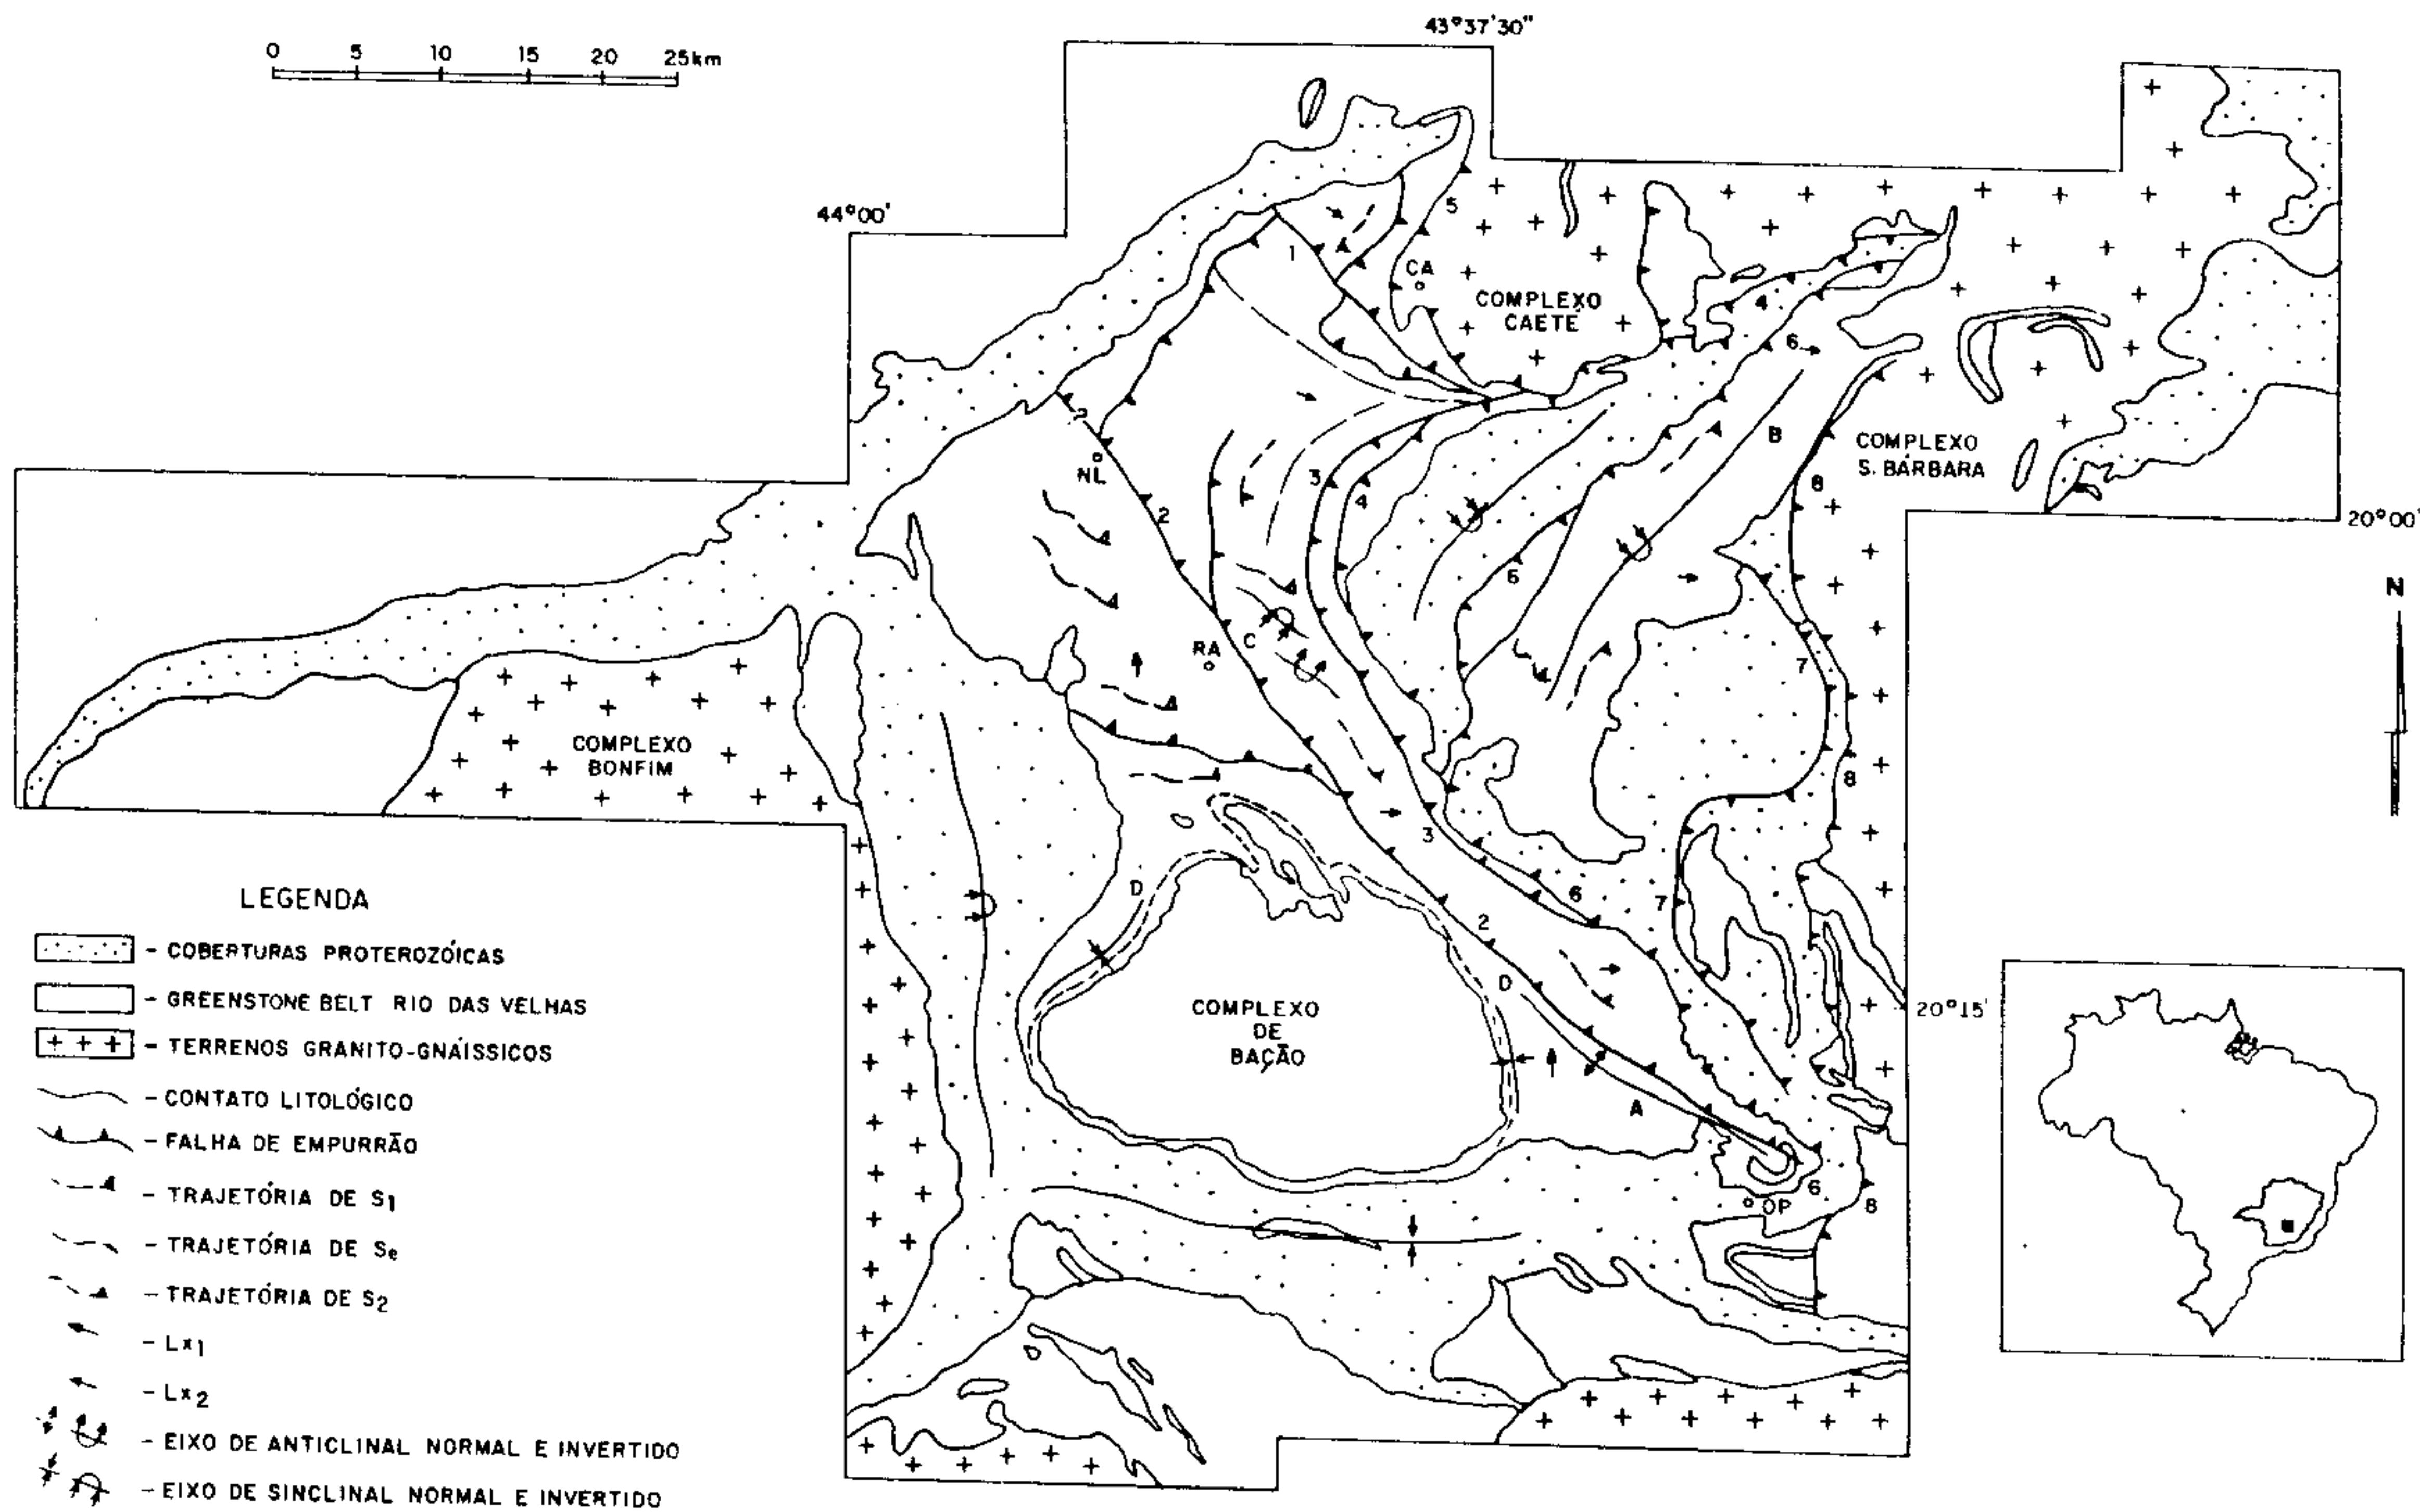 43°37'30"
0 5 10 15 20 25km
44°00'
1
5
CA
COMPLEXO
CAETÉ
4
6
2
NL
3
4
B
COMPLEXO
S. BÁRBARA
8
2
20°00'
6
N
C
RA
7
COMPLEXO
BONFIM
8
3
D
6
7
2
D
COMPLEXO
DE
BAÇÃO
20°15'
A
6
OP
8
LEGENDA
- COBERTURAS PROTEROZÓICAS
- GREENSTONE BELT RIO DAS VELHAS
- TERRENOS GRANITO-GNÁISSICOS
- CONTATO LITOLÓGICO
- FALHA DE EMPURRÃO
- TRAJETÓRIA DE S1
- TRAJETÓRIA DE Se
- TRAJETÓRIA DE S2
- Lx1
- Lx2
- EIXO DE ANTICLINAL NORMAL E INVERTIDO
- EIXO DE SINCLINAL NORMAL E INVERTIDO